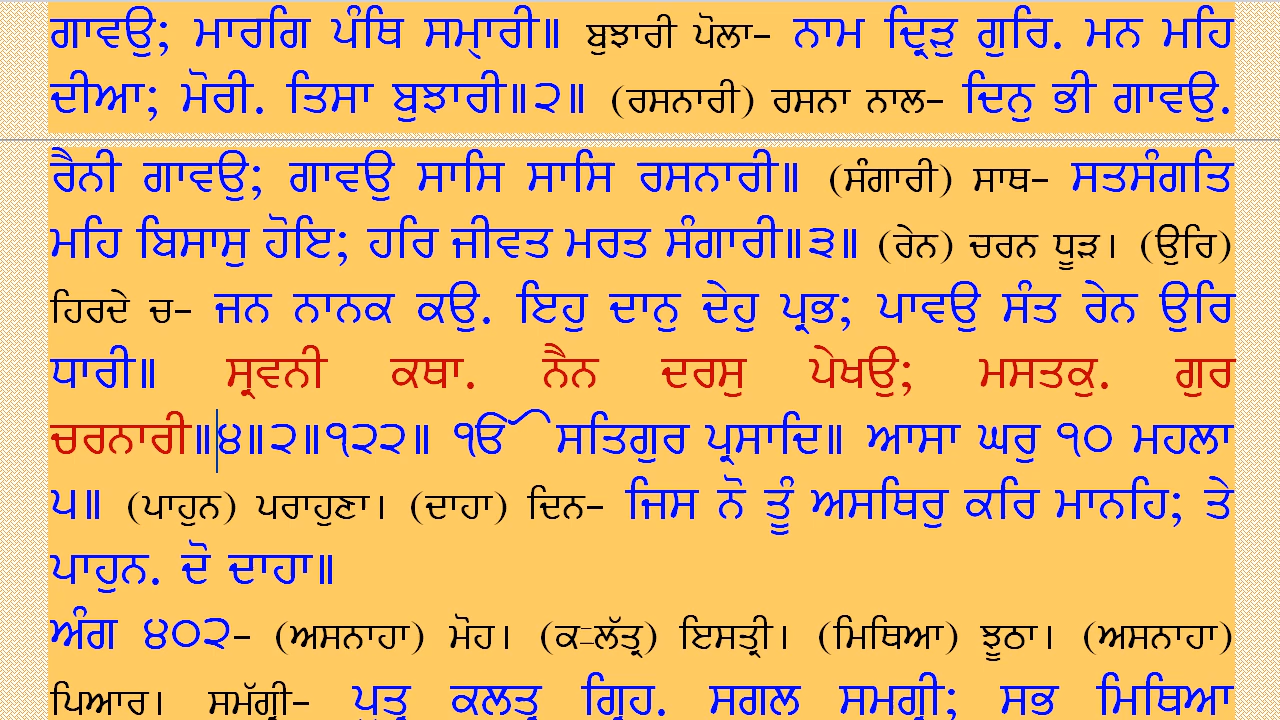 ਗਾਵਉ; ਮਾਰਗਿ ਪੰਥਿ ਸਮ੍ਹਾਰੀ॥ ਬੁਝਾਰੀ ਪੋਲਾ– ਨਾਮ ਦ੍ਰਿੜੁ ਗੁਰਿ. ਮਨ ਮਹਿ
ਦੀਆ; ਮੋਰੀ. ਤਿਸਾ ਬੁਝਾਰੀ॥੨॥ (ਰਸਨਾਰੀ) ਰਸਨਾ ਨਾਲ– ਦਿਨੁ ਭੀ ਗਾਵਉ.
ਰੈਨੀ ਗਾਵਉ; ਗਾਵਉ ਸਾਸਿ ਸਾਸਿ ਰਸਨਾਰੀ॥ (ਸੰਗਾਰੀ) ਸਾਥ– ਸਤਸੰਗਤਿ
ਮਹਿ ਬਿਸਾਸੁ ਹੋਇ; ਹਰਿ ਜੀਵਤ ਮਰਤ ਸੰਗਾਰੀ॥੩॥ (ਰੇਨ) ਚਰਨ ਧੂੜ। (ਉਰਿ)
ਹਿਰਦੇ ਚ– ਜਨ ਨਾਨਕ ਕਉ. ਇਹੁ ਦਾਨੁ ਦੇਹੁ ਪ੍ਰਭ; ਪਾਵਉ ਸੰਤ ਰੇਨ ਉਰਿ
ਧਾਰੀ॥ ਸ੍ਰਵਨੀ ਕਥਾ. ਨੈਨ ਦਰਸੁ ਪੇਖਉ; ਮਸਤਕੁ. ਗੁਰ
ਚਰਨਾਰੀ॥੪॥੨॥੧੨੨॥ ੴ ਸਤਿਗੁਰ ਪ੍ਰਸਾਦਿ॥ ਆਸਾ ਘਰੁ ੧੦ ਮਹਲਾ
੫॥ (ਪਾਹੁਨ) ਪਰਾਹੁਣਾ। (ਦਾਹਾ) ਦਿਨ– ਜਿਸ ਨੋ ਤੂੰ ਅਸਥਿਰੁ ਕਰਿ ਮਾਨਹਿ; ਤੇ
ਪਾਹੁਨ. ਦੋ ਦਾਹਾ॥
ਅੰਗ ੪੦੨– (ਅਸਨਾਹਾ) ਮੋਹ। (ਕ-ਲੱਤ੍ਰ) ਇਸਤ੍ਰੀ। (ਮਿਥਿਆ) ਝੂਠਾ। (ਅਸਨਾਹਾ)
ਪਿਆਰ। ਸਮੱਗ੍ਰੀ– ਪੁਤ੍ਰ ਕਲਤ੍ਰ ਗ੍ਰਿਹ. ਸਗਲ ਸਮਗ੍ਰੀ; ਸਭ ਮਿਥਿਆ